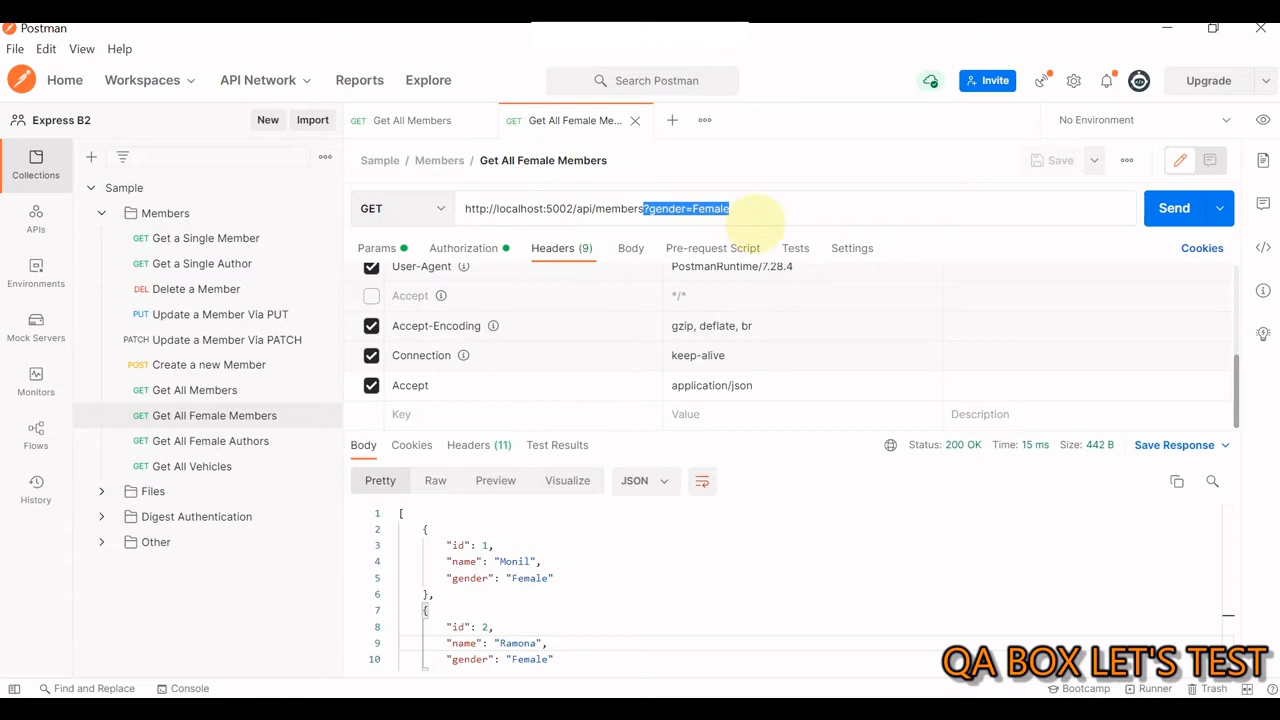 Postman
File Edit View Help
Home Workspaces API Network Reports Explore Search Postman Invite Upgrade
Express B2 New Import GET Get All Members GET Get All Female Me... No Environment
Collections
APIs
Environments
Mock Servers
Monitors
Flows
History
Sample
Members
GET Get a Single Member
GET Get a Single Author
DEL Delete a Member
PUT Update a Member Via PUT
PATCH Update a Member Via PATCH
POST Create a new Member
GET Get All Members
GET Get All Female Members
GET Get All Female Authors
GET Get All Vehicles
Files
Digest Authentication
Other
Sample / Members / Get All Female Members Save
GET http://localhost:5002/api/members?gender=Female Send
Params Authorization Headers (9) Body Pre-request Script Tests Settings Cookies
User-Agent PostmanRuntime/7.28.4
Accept */*
Accept-Encoding gzip, deflate, br
Connection keep-alive
Accept application/json
Key Value Description
Body Cookies Headers (11) Test Results Status: 200 OK Time: 15 ms Size: 442 B Save Response
Pretty Raw Preview Visualize JSON
1 [
2 {
3 "id": 1,
4 "name": "Monil",
5 "gender": "Female"
6 },
7 {
8 "id": 2,
9 "name": "Ramona",
10 "gender": "Female"
QA BOX LET'S TEST
Find and Replace Console Bootcamp Runner Trash